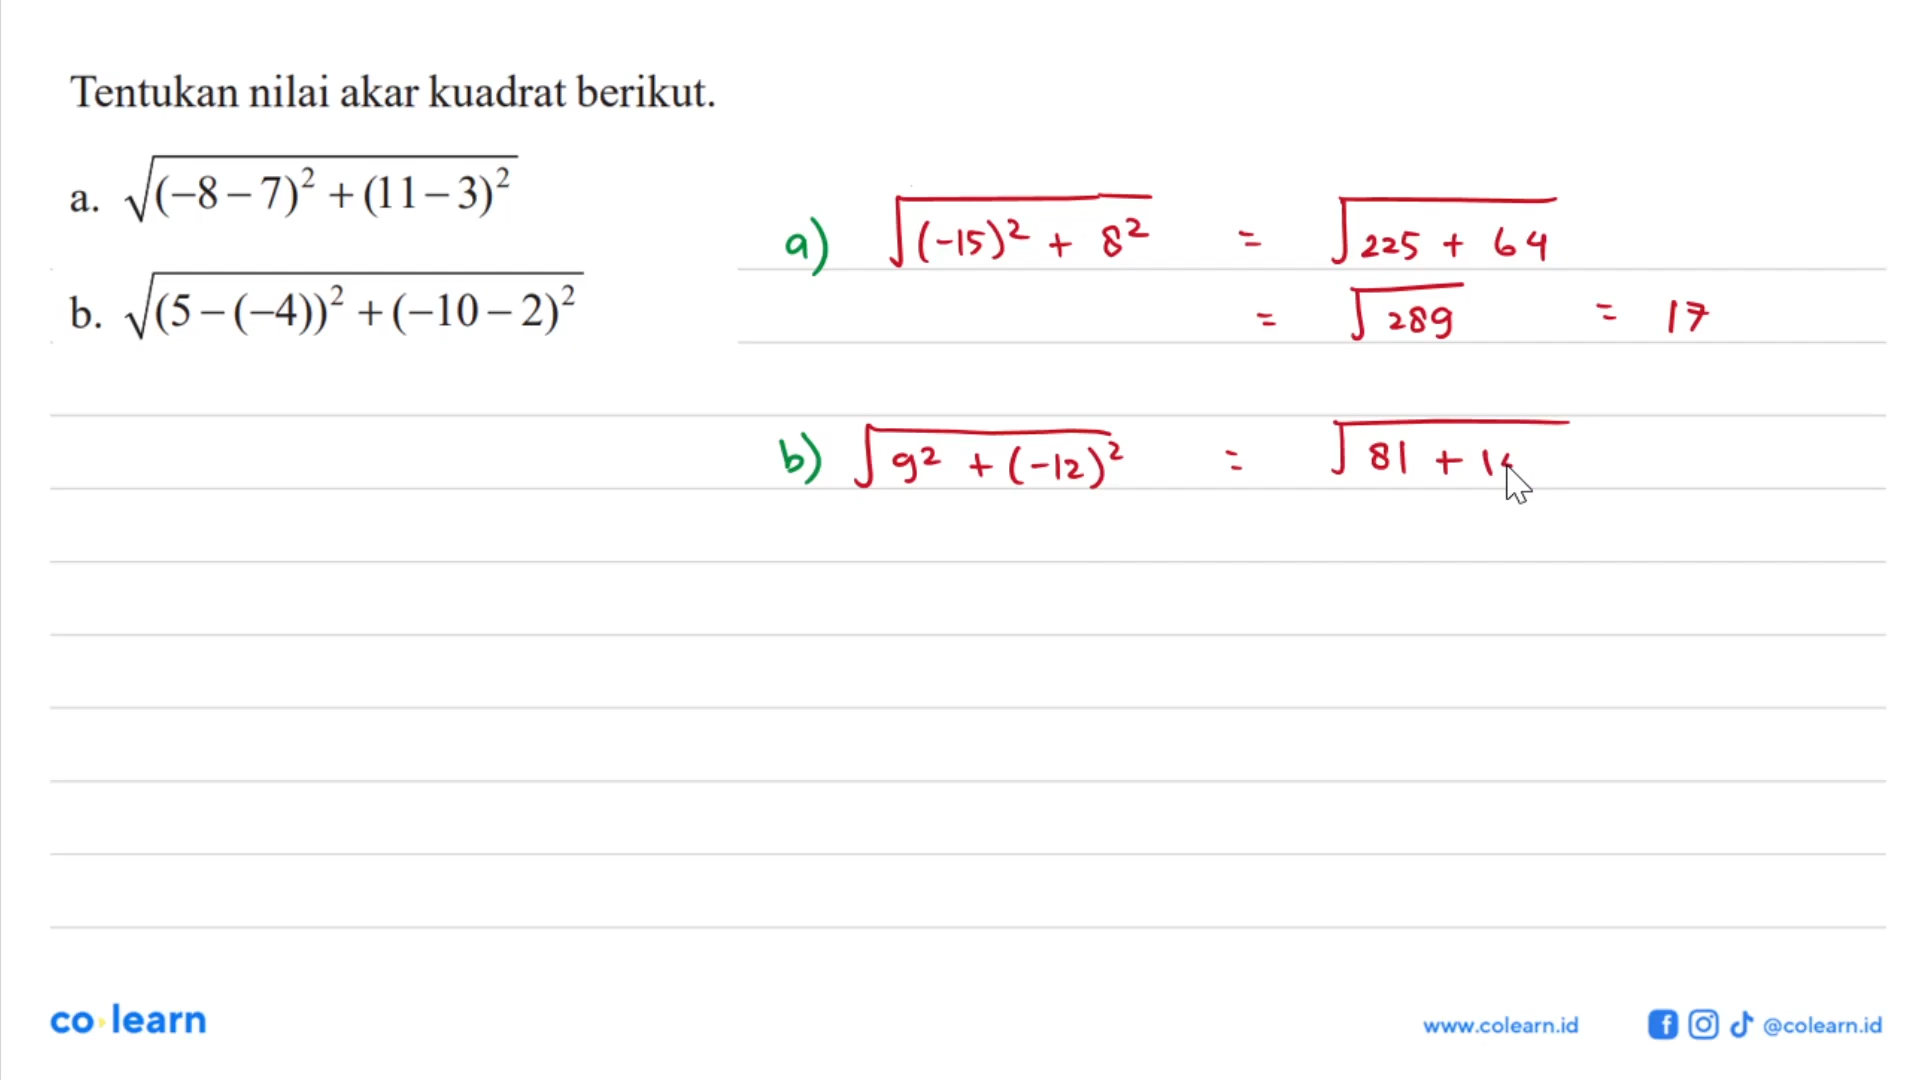 Tentukan nilai akar kuadrat berikut.
a. √(-8-7)² + (11-3)²
b. √(5-(-4))² + (-10-2)²
a) √(-15)² + 8² = √225 + 64
= √289 = 17
b) √9² + (-12)² = √81 + 1
co learn
www.colearn.id @colearn.id